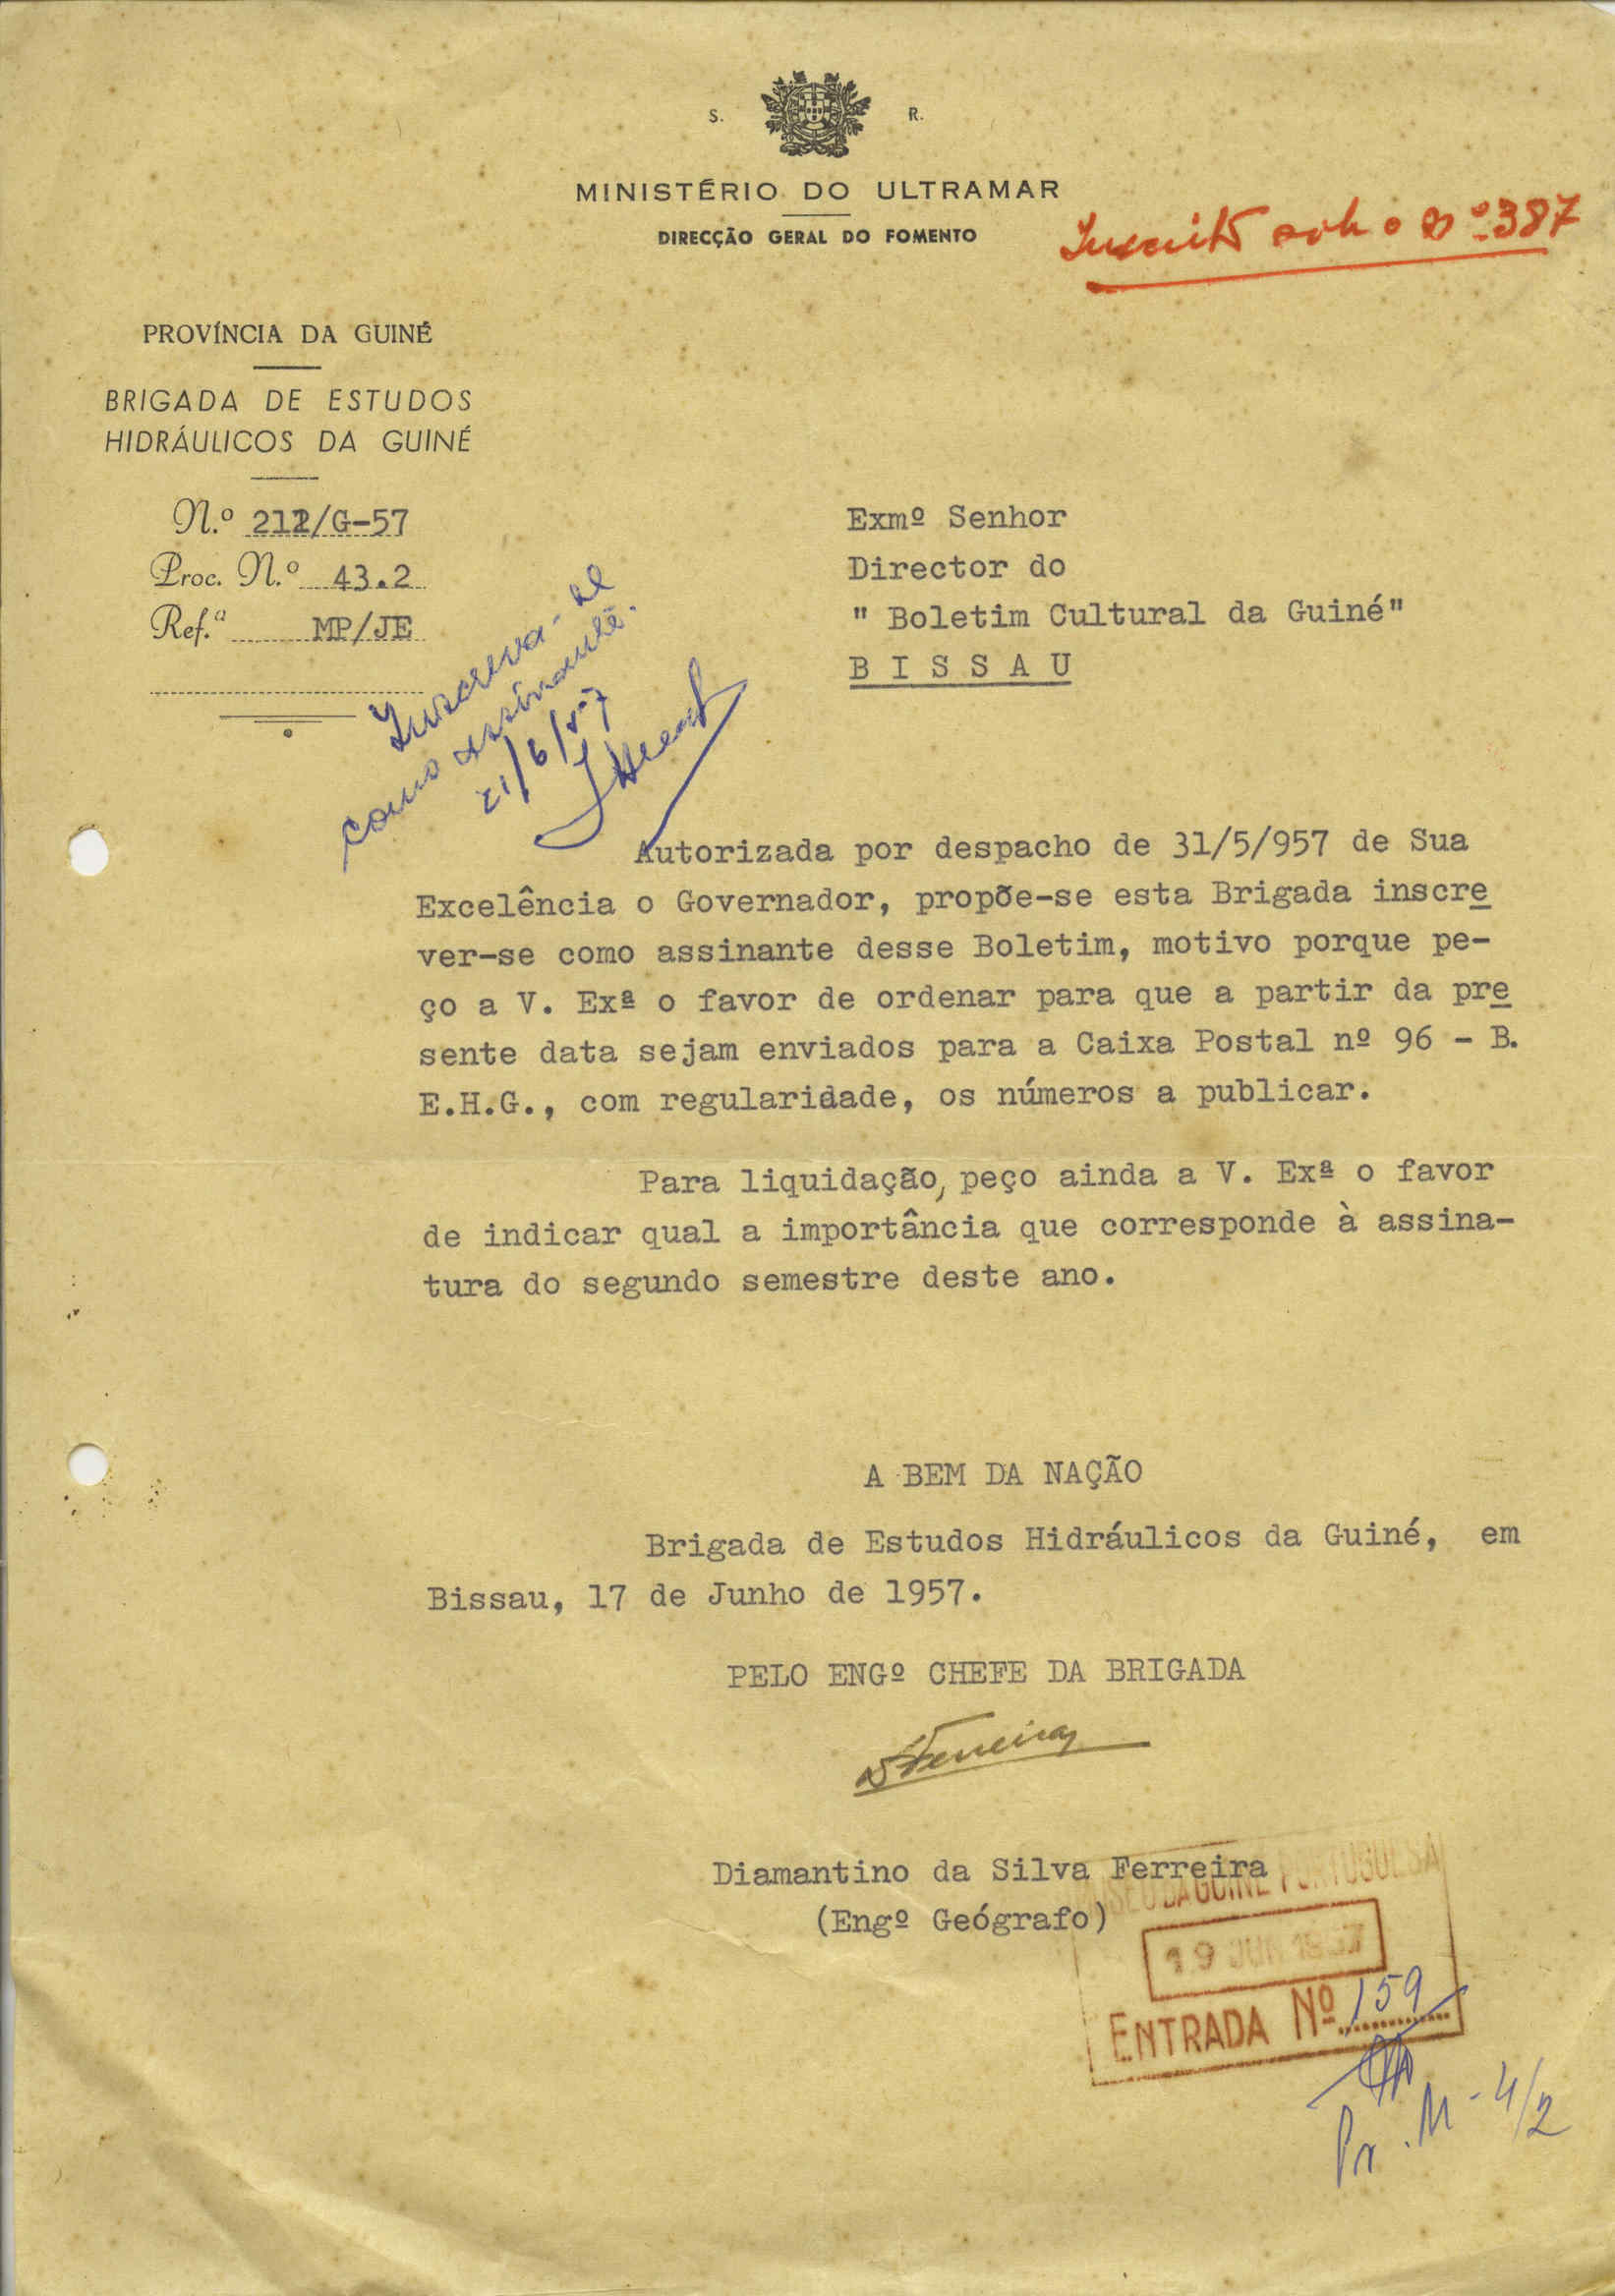 S. R.
MINISTÉRIO DO ULTRAMAR
DIRECÇÃO GERAL DO FOMENTO
Inscrito sob o nº 387
PROVÍNCIA DA GUINÉ
BRIGADA DE ESTUDOS
HIDRÁULICOS DA GUINÉ
N.º 212/G-57
Proc. N.º 43.2
Ref.ª MP/JE
Inscreva-se
como assinante.
21/6/57
Exmº Senhor
Director do
" Boletim Cultural da Guiné"
B I S S A U
Autorizada por despacho de 31/5/957 de Sua
Excelência o Governador, propõe-se esta Brigada inscre
ver-se como assinante desse Boletim, motivo porque pe-
ço a V. Exª o favor de ordenar para que a partir da pre
sente data sejam enviados para a Caixa Postal nº 96 - B.
E.H.G., com regularidade, os números a publicar.
Para liquidação, peço ainda a V. Exª o favor
de indicar qual a importância que corresponde à assina-
tura do segundo semestre deste ano.
A BEM DA NAÇÃO
Brigada de Estudos Hidráulicos da Guiné, em
Bissau, 17 de Junho de 1957.
PELO ENGº CHEFE DA BRIGADA
DFerreira
Diamantino da Silva Ferreira
(Engº Geógrafo)
MUSEU DA GUINÉ PORTUGUESA
19 JUN 1957
ENTRADA Nº 159
Pr. M-4/2